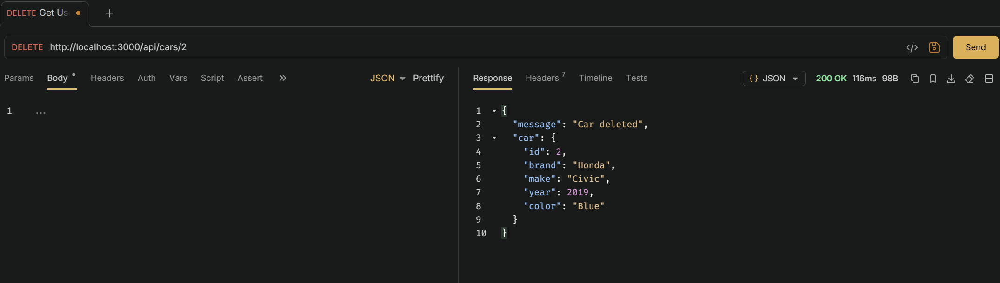 DELETE Get Us
DELETE http://localhost:3000/api/cars/2
</> Send
Params Body Headers Auth Vars Script Assert
JSON Prettify
Response Headers 7 Timeline Tests
{ } JSON 200 OK 116ms 98B
1 ...
1 {
2 "message": "Car deleted",
3 "car": {
4 "id": 2,
5 "brand": "Honda",
6 "make": "Civic",
7 "year": 2019,
8 "color": "Blue"
9 }
10 }